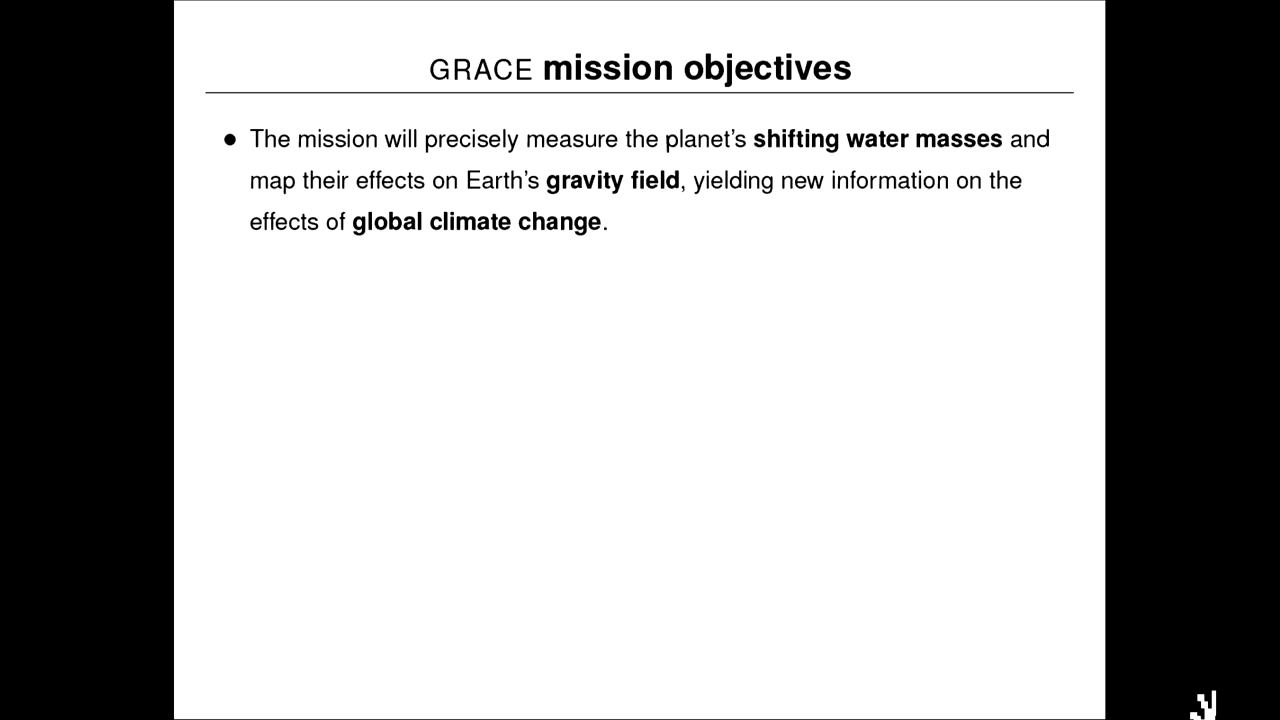 GRACE mission objectives
● The mission will precisely measure the planet’s shifting water masses and
map their effects on Earth’s gravity field, yielding new information on the
effects of global climate change.